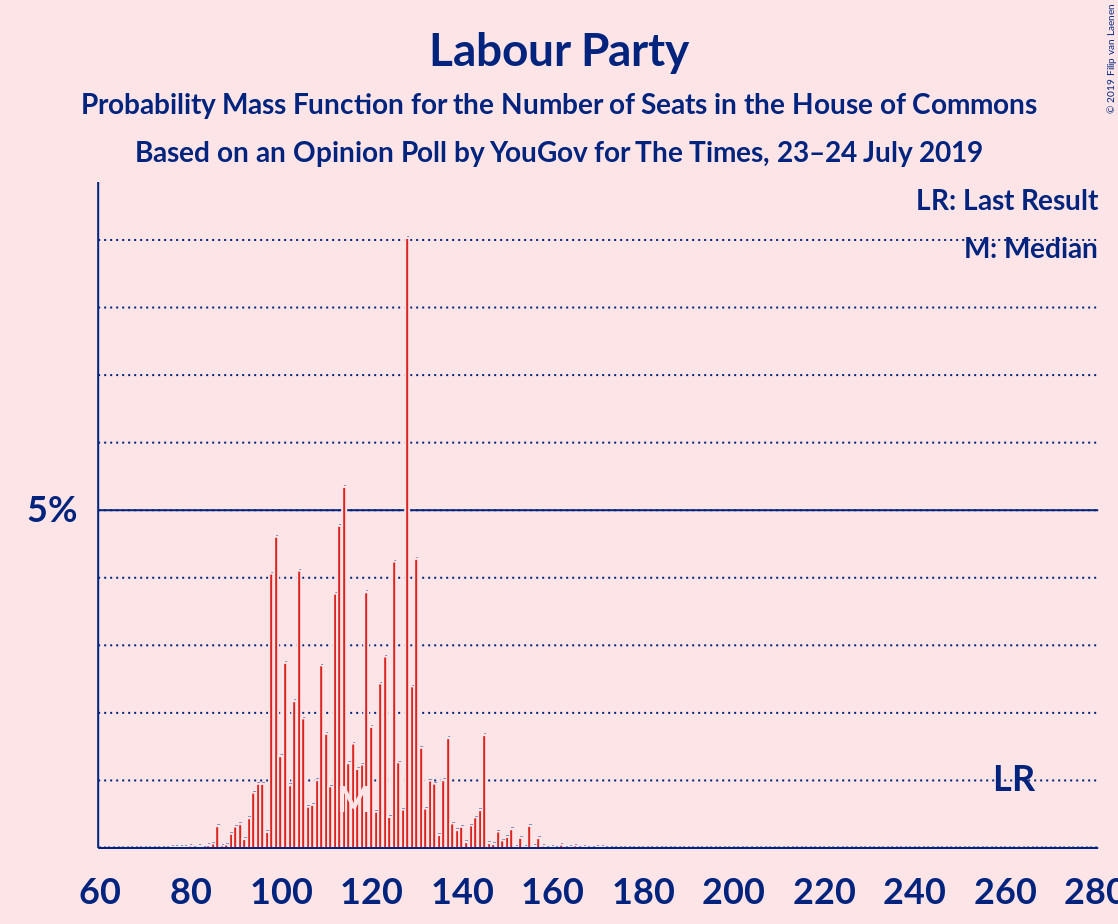 Labour Party
Probability Mass Function for the Number of Seats in the House of Commons
Based on an Opinion Poll by YouGov for The Times, 23–24 July 2019
© 2019 Filip van Laenen
LR: Last Result
M: Median
5%
M
LR
60 80 100 120 140 160 180 200 220 240 260 280